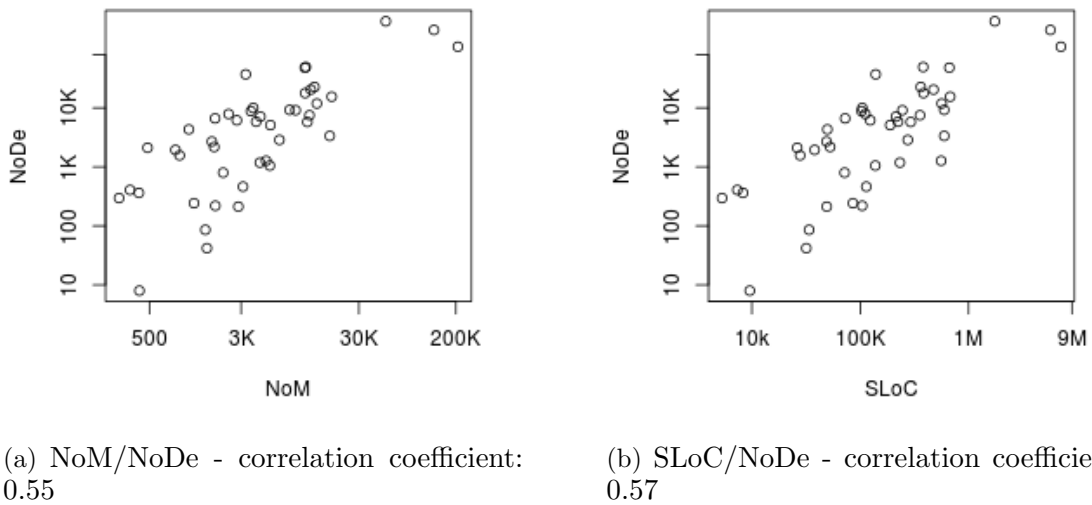 NoDe
10K
1K
100
10
500 3K 30K 200K
NoM
(a) NoM/NoDe - correlation coefficient:
0.55
NoDe
10K
1K
100
10
10k 100K 1M 9M
SLoC
(b) SLoC/NoDe - correlation coefficie
0.57